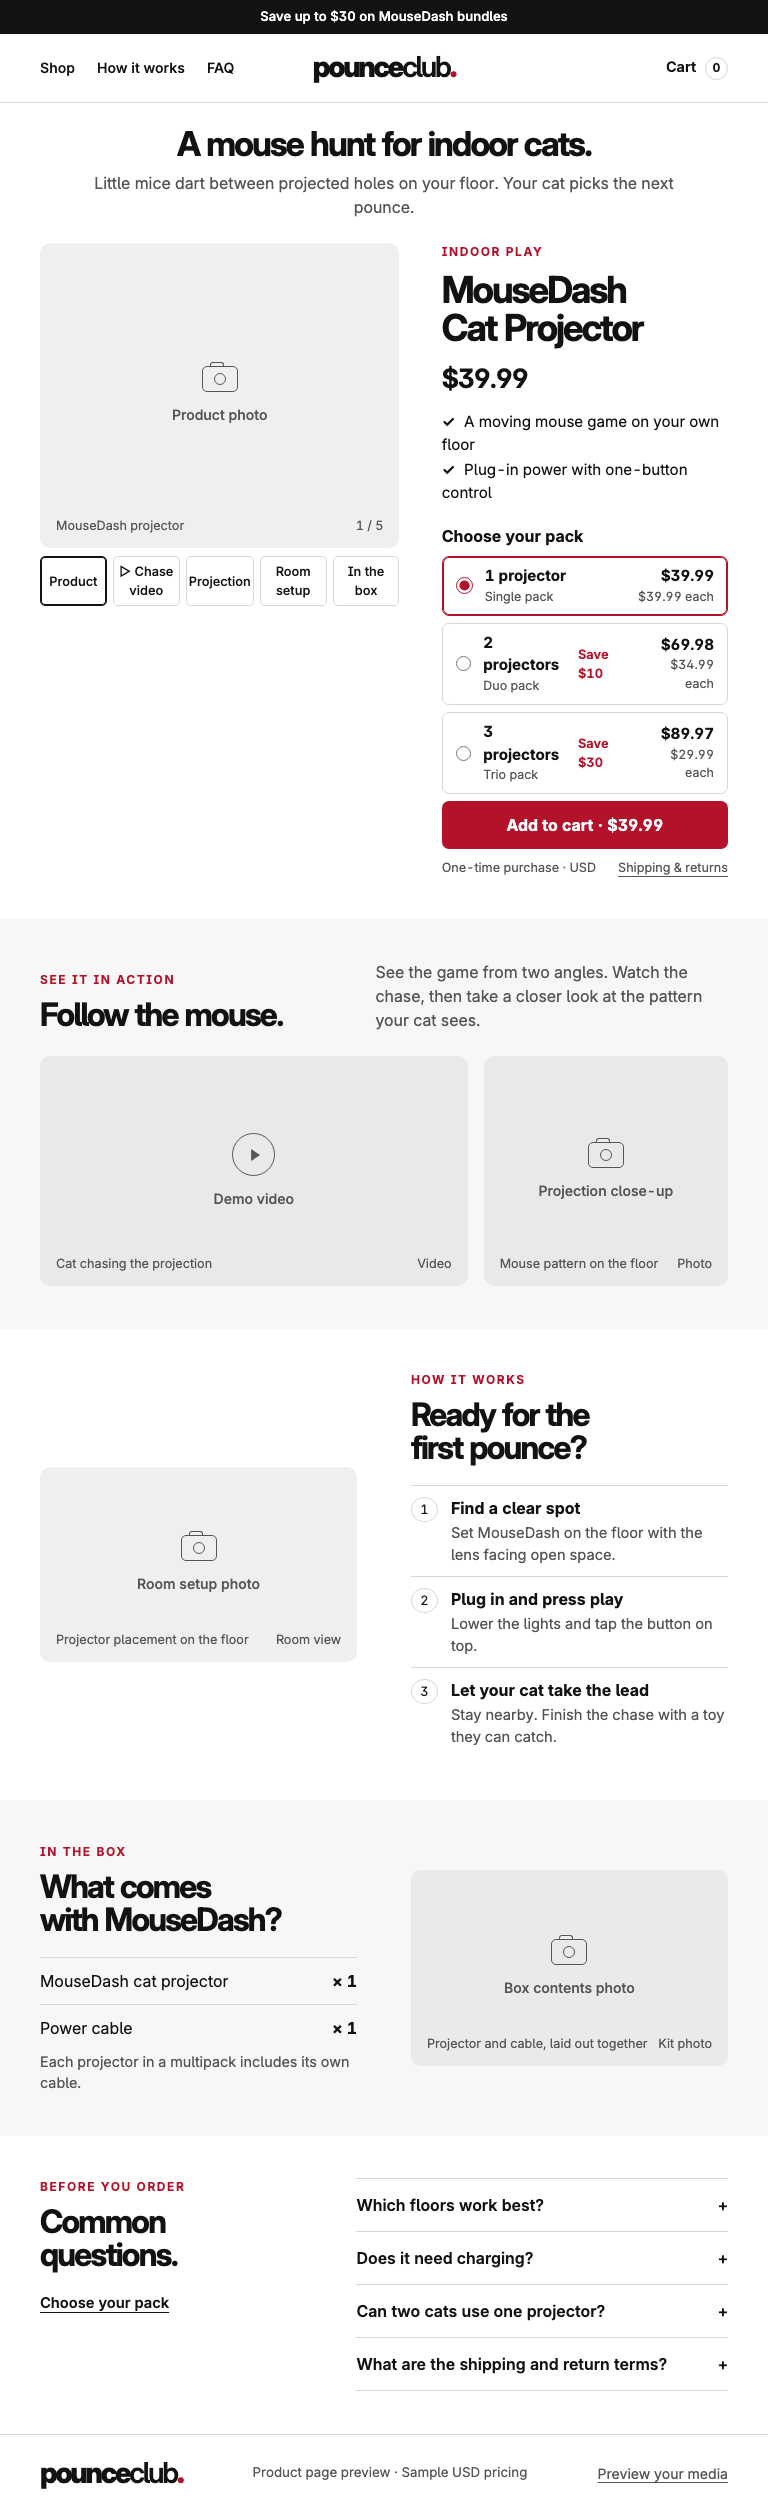 Save up to $30 on MouseDash bundles
Shop How it works FAQ
pounceclub.
Cart 0
A mouse hunt for indoor cats.
Little mice dart between projected holes on your floor. Your cat picks the next
pounce.
Product photo
MouseDash projector 1 / 5
Product
▷ Chase
video
Projection
Room
setup
In the
box
INDOOR PLAY
MouseDash
Cat Projector
$39.99
✓ A moving mouse game on your own
floor
✓ Plug-in power with one-button
control
Choose your pack
1 projector $39.99
Single pack $39.99 each
2
projectors
Duo pack
Save
$10
$69.98
$34.99
each
3
projectors
Trio pack
Save
$30
$89.97
$29.99
each
Add to cart · $39.99
One-time purchase · USD Shipping & returns
SEE IT IN ACTION
Follow the mouse.
See the game from two angles. Watch the
chase, then take a closer look at the pattern
your cat sees.
Demo video
Cat chasing the projection Video
Projection close-up
Mouse pattern on the floor Photo
Room setup photo
Projector placement on the floor Room view
HOW IT WORKS
Ready for the
first pounce?
1 Find a clear spot
Set MouseDash on the floor with the
lens facing open space.
2 Plug in and press play
Lower the lights and tap the button on
top.
3 Let your cat take the lead
Stay nearby. Finish the chase with a toy
they can catch.
IN THE BOX
What comes
with MouseDash?
MouseDash cat projector × 1
Power cable × 1
Each projector in a multipack includes its own
cable.
Box contents photo
Projector and cable, laid out together Kit photo
BEFORE YOU ORDER
Common
questions.
Choose your pack
Which floors work best? +
Does it need charging? +
Can two cats use one projector? +
What are the shipping and return terms? +
pounceclub.
Product page preview · Sample USD pricing
Preview your media